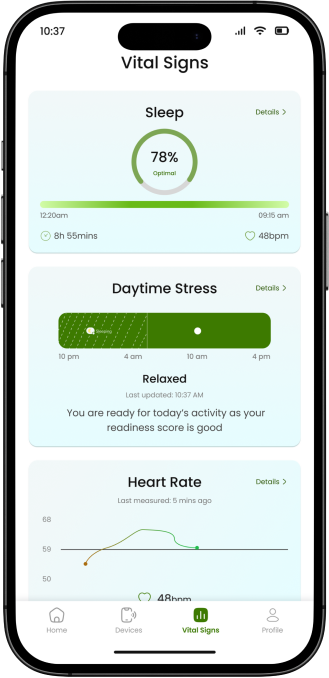 10:37
Vital Signs
Sleep
Details >
78%
Optimal
12:20am 09:15 am
8h 55mins 48bpm
Daytime Stress
Details >
Sleeping
10 pm 4 am 10 am 4 pm
Relaxed
Last updated: 10:37 AM
You are ready for today's activity as your
readiness score is good
Heart Rate
Details >
Last measured: 5 mins ago
68
59
50
48bpm
Home Devices Vital Signs Profile